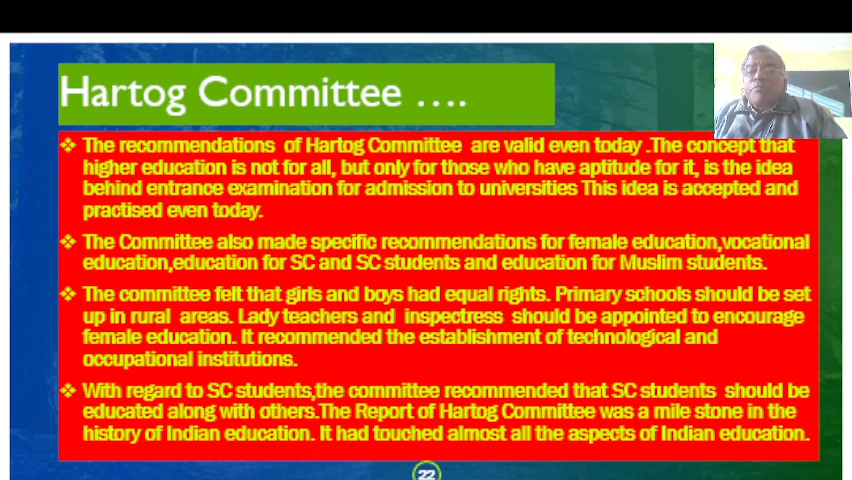 Hartog Committee ….
❖ The recommendations of Hartog Committee are valid even today .The concept that
higher education is not for all, but only for those who have aptitude for it, is the idea
behind entrance examination for admission to universities This idea is accepted and
practised even today.
❖ The Committee also made specific recommendations for female education,vocational
education,education for SC and SC students and education for Muslim students.
❖ The committee felt that girls and boys had equal rights. Primary schools should be set
up in rural areas. Lady teachers and inspectress should be appointed to encourage
female education. It recommended the establishment of technological and
occupational institutions.
❖ With regard to SC students,the committee recommended that SC students should be
educated along with others.The Report of Hartog Committee was a mile stone in the
history of Indian education. It had touched almost all the aspects of Indian education.
22